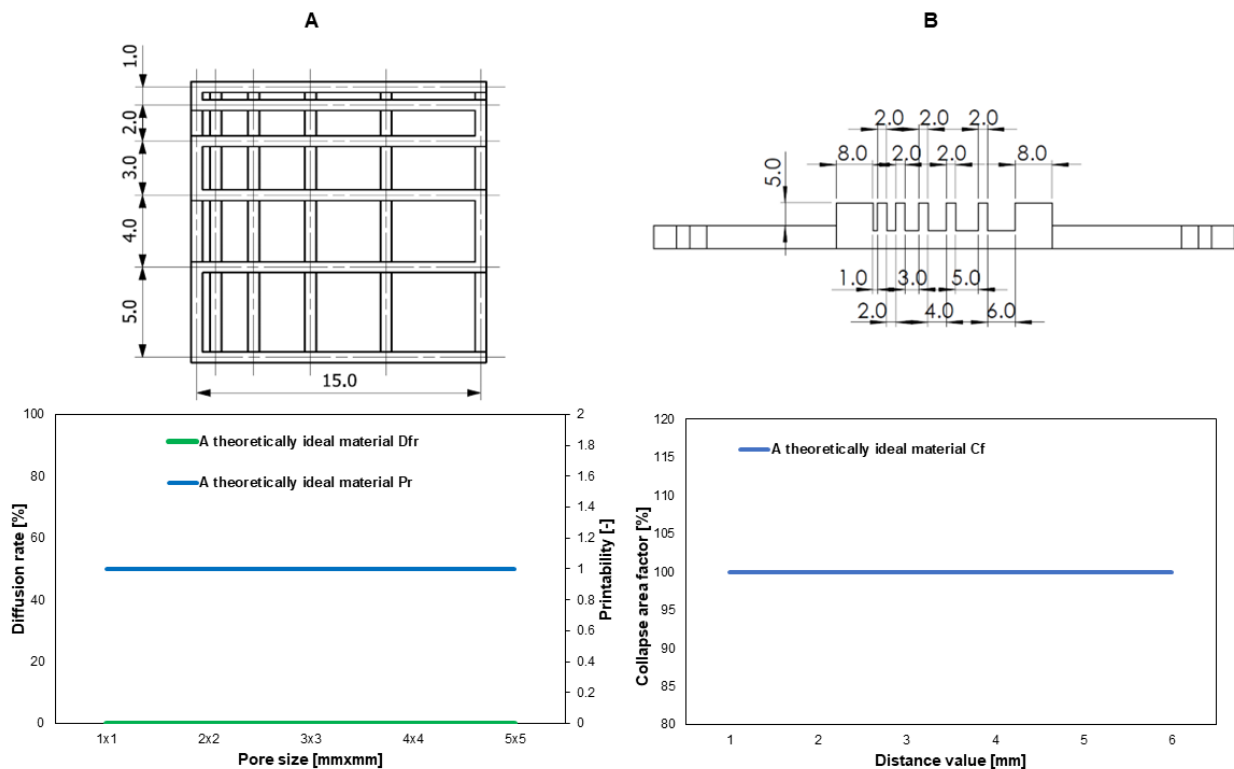 A
1.0
2.0
3.0
4.0
5.0
15.0
B
2.0 2.0 2.0
8.0 2.0 2.0 8.0
5.0
1.0 3.0 5.0
2.0 4.0 6.0
100
80
60
40
20
0
Diffusion rate [%]
A theoretically ideal material Dfr
A theoretically ideal material Pr
2
1.8
1.6
1.4
1.2
1
0.8
0.6
0.4
0.2
0
Printability [-]
1x1 2x2 3x3 4x4 5x5
Pore size [mmxmm]
120
115
110
105
100
95
90
85
80
Collapse area factor [%]
A theoretically ideal material Cf
1 2 3 4 5 6
Distance value [mm]